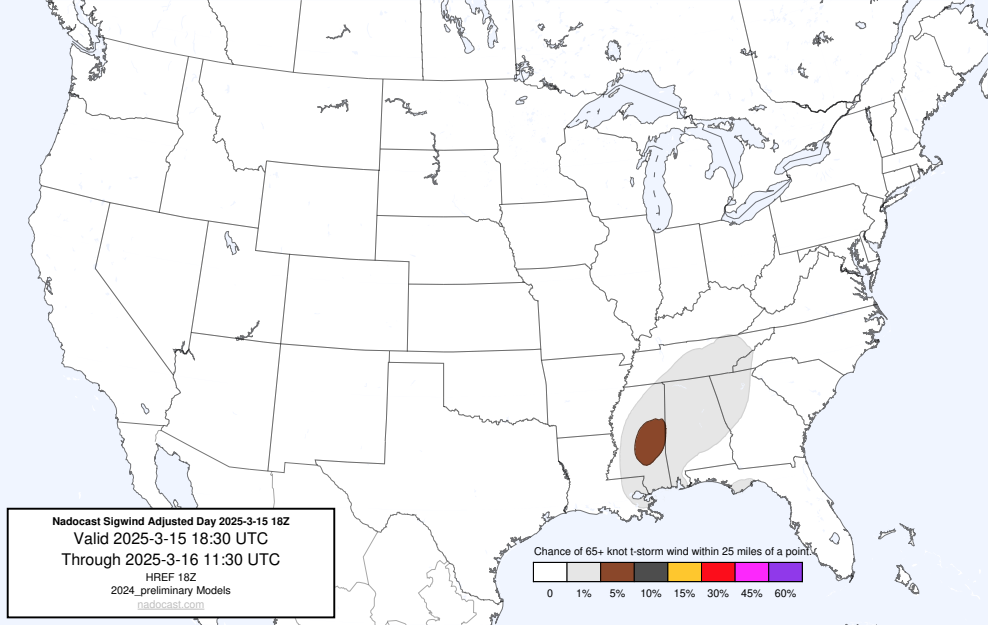 Nadocast Sigwind Adjusted Day 2025-3-15 18Z
Valid 2025-3-15 18:30 UTC
Through 2025-3-16 11:30 UTC
HREF 18Z
2024_preliminary Models
nadocast.com
Chance of 65+ knot t-storm wind within 25 miles of a point.
0 1% 5% 10% 15% 30% 45% 60%